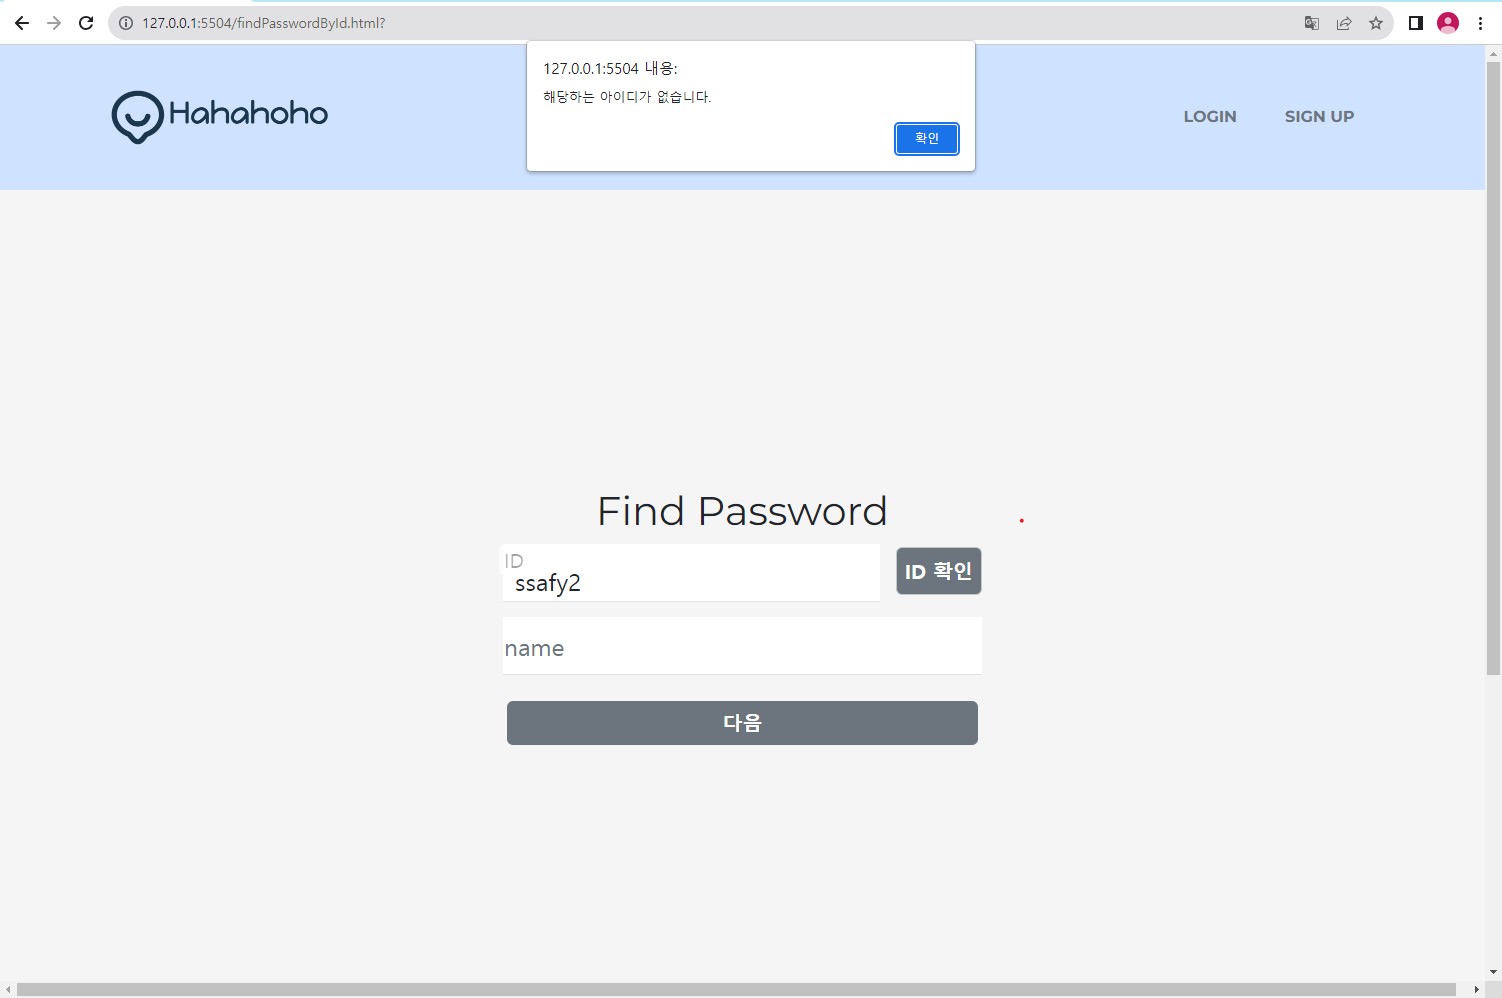 127.0.0.1:5504/findPasswordById.html?
127.0.0.1:5504 내용:
해당하는 아이디가 없습니다.
확인
Hahahoho
LOGIN
SIGN UP
Find Password
ID
ssafy2
ID 확인
name
다음